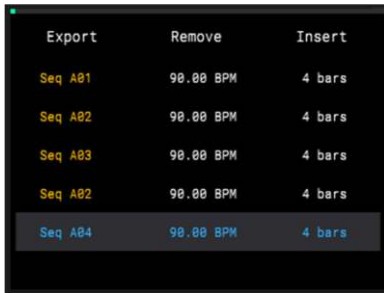 Export Remove Insert
Seq A01 90.00 BPM 4 bars
Seq A02 90.00 BPM 4 bars
Seq A03 90.00 BPM 4 bars
Seq A02 90.00 BPM 4 bars
Seq A04 90.00 BPM 4 bars